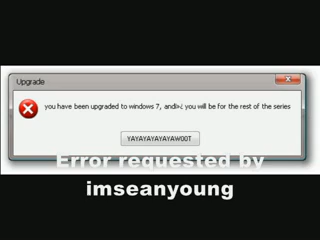 Upgrade
you have been upgraded to windows 7, and you will be for the rest of the series
YAYAYAYAYAYAWOOT
Error requested by
imseanyoung